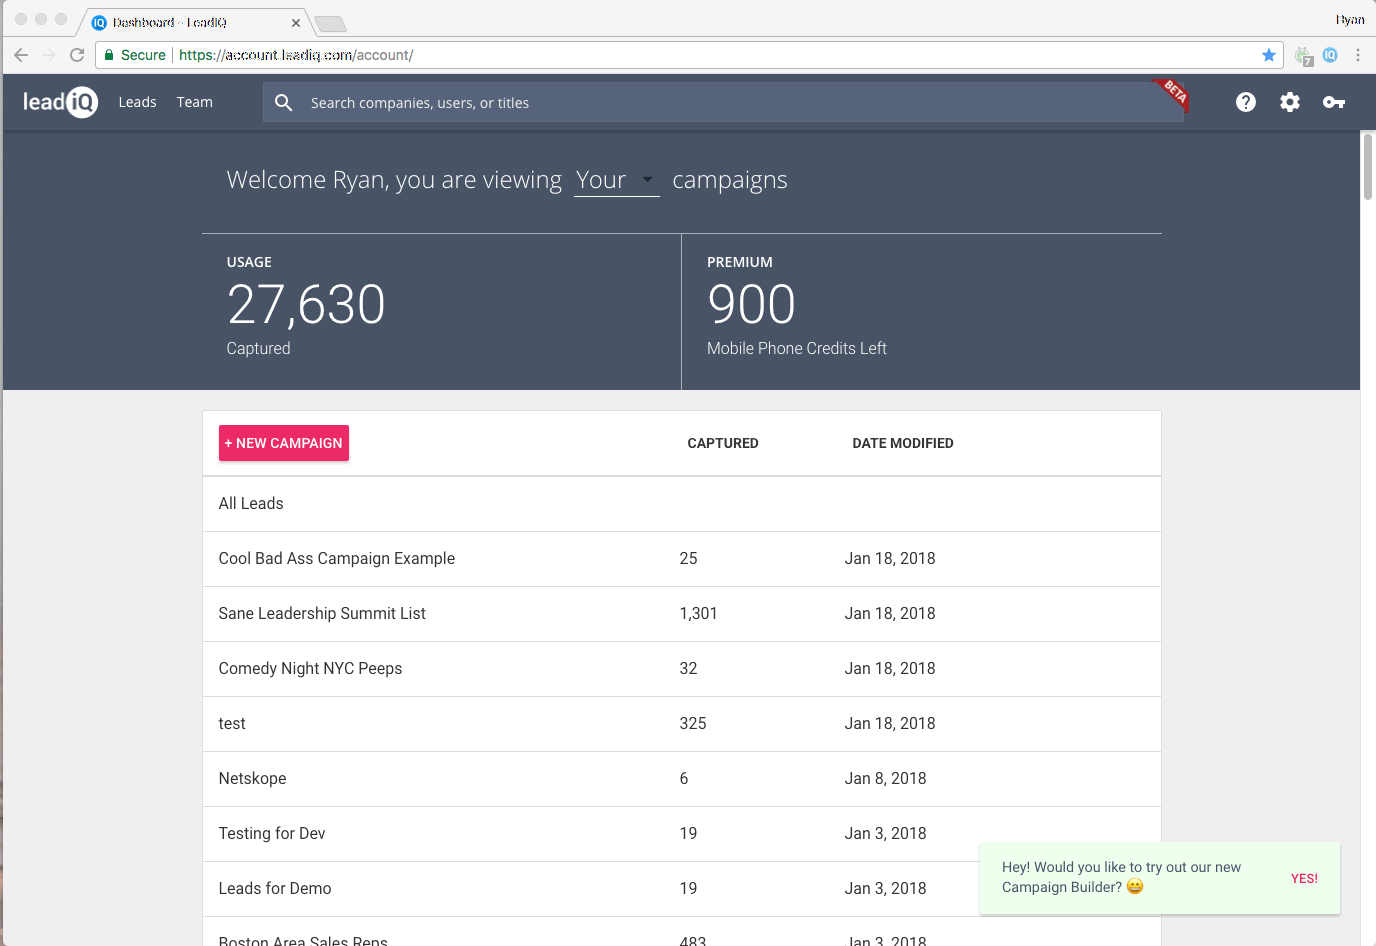 Dashboard - LeadIQ
Ryan
Secure
https://account.leadiq.com/account/
7
IQ
leadiQ
Leads
Team
Search companies, users, or titles
BETA
Welcome Ryan, you are viewing Your campaigns
USAGE
27,630
Captured
PREMIUM
900
Mobile Phone Credits Left
+ NEW CAMPAIGN CAPTURED DATE MODIFIED
All Leads
Cool Bad Ass Campaign Example 25 Jan 18, 2018
Sane Leadership Summit List 1,301 Jan 18, 2018
Comedy Night NYC Peeps 32 Jan 18, 2018
test 325 Jan 18, 2018
Netskope 6 Jan 8, 2018
Testing for Dev 19 Jan 3, 2018
Leads for Demo 19 Jan 3, 2018
Boston Area Sales Reps 483 Jan 3, 2018
Hey! Would you like to try out our new
Campaign Builder? 😄
YES!